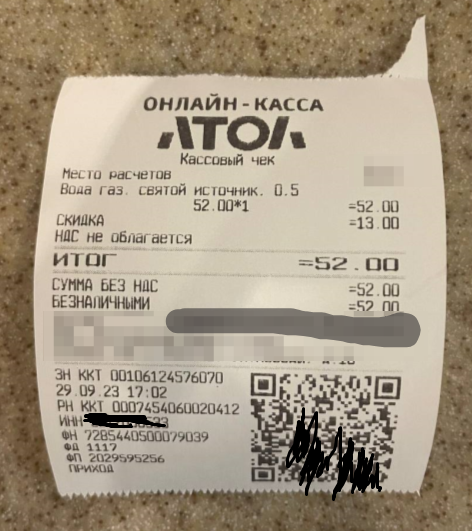 ОНЛАЙН-КАССА
АТОЛ
Кассовый чек
Место расчетов
Вода газ. святой источник. 0.5
52.00*1 =52.00
СКИДКА =13.00
НДС не облагается
ИТОГ =52.00
СУММА БЕЗ НДС =52.00
БЕЗНАЛИЧНЫМИ =52.00
ЗН ККТ 00106124576070
29.09.23 17:02
РН ККТ 0007454060020412
ИНН
ФН 7285440500079039
ФД 1117
ФП 2029595256
ПРИХОД